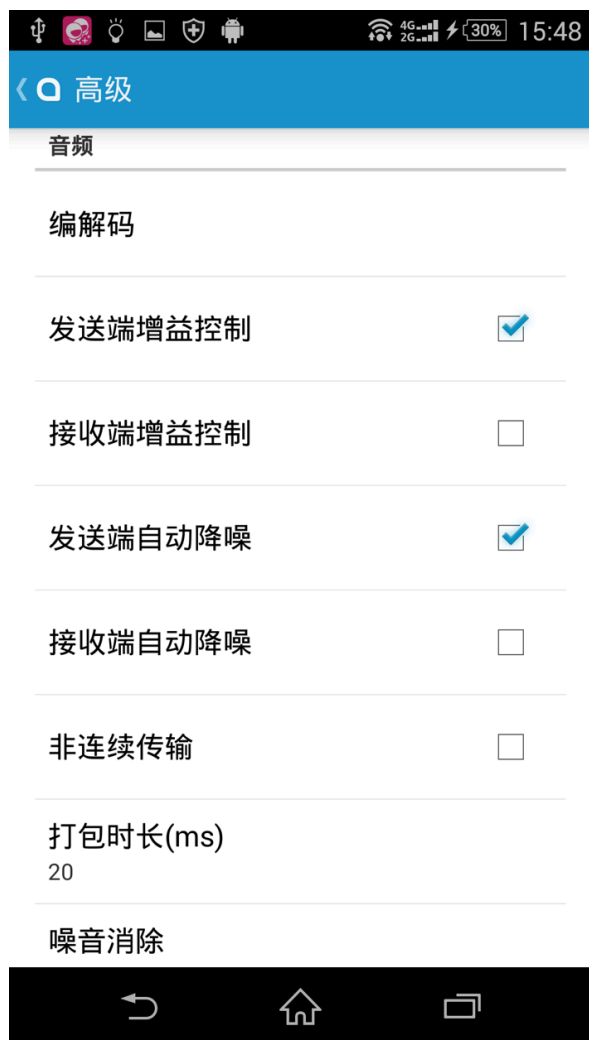 4G
2G
30%
15:48
高级
音频
编解码
发送端增益控制
接收端增益控制
发送端自动降噪
接收端自动降噪
非连续传输
打包时长(ms)
20
噪音消除